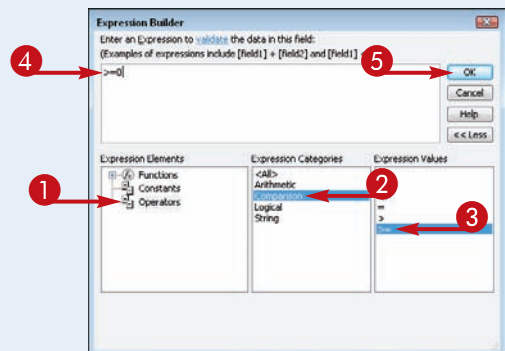 Expression Builder
Enter an Expression to validate the data in this field:
(Examples of expressions include [field1] + [field2] and [field1]
OK
4
5
>=0
Cancel
Help
<< Less
Expression Elements
Expression Categories
Expression Values
Functions
Constants
Operators
<All>
Arithmetic
Comparison
Logical
String
=
>
>=
1
2
3